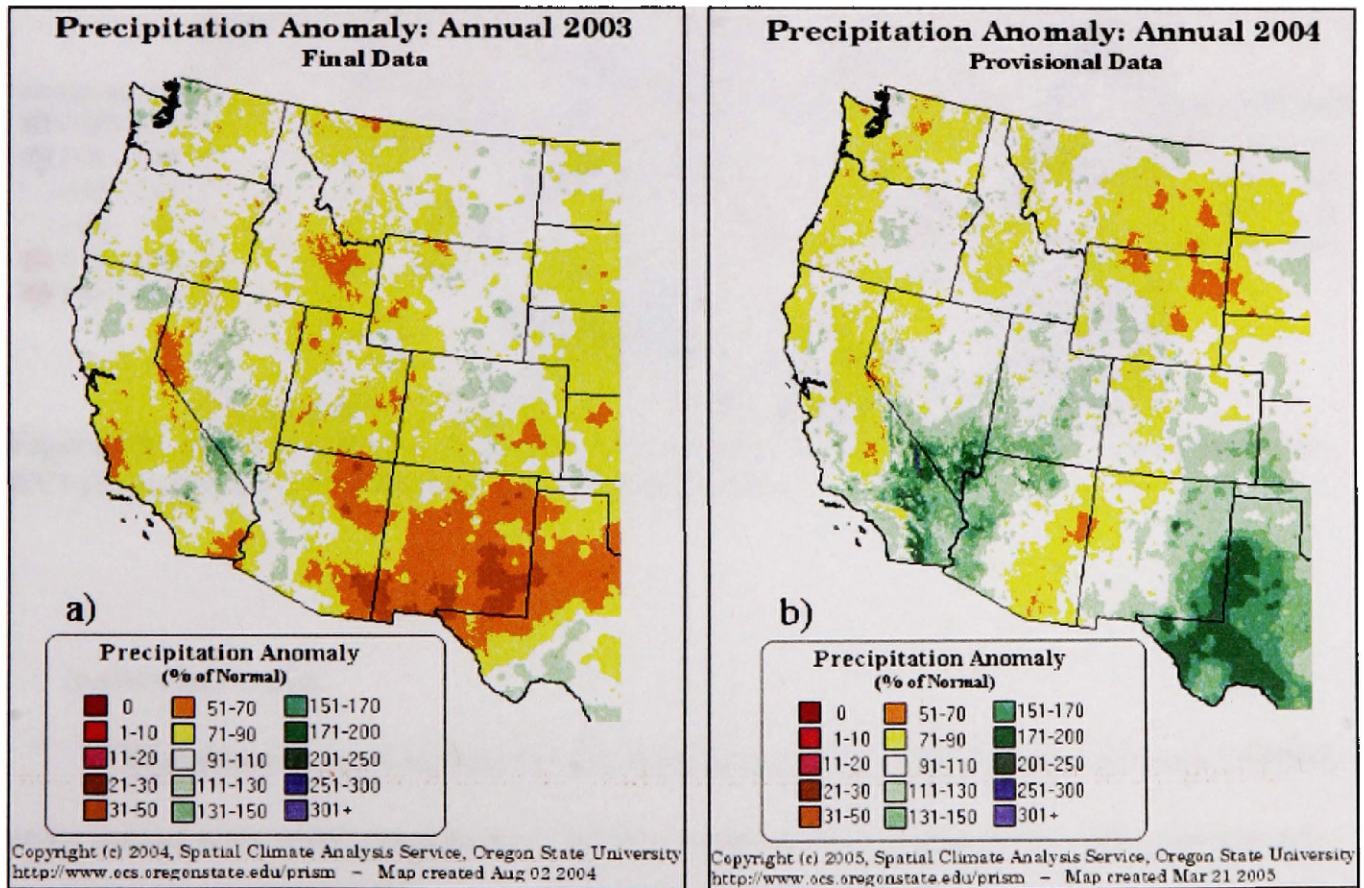 Precipitation Anomaly: Annual 2003
Final Data
a)
Precipitation Anomaly
(% of Normal)
0 51-70 151-170
1-10 71-90 171-200
11-20 91-110 201-250
21-30 111-130 251-300
31-50 131-150 301+
Copyright (c) 2004, Spatial Climate Analysis Service, Oregon State University
http://www.ocs.oregonstate.edu/prism - Map created Aug 02 2004
Precipitation Anomaly: Annual 2004
Provisional Data
b)
Precipitation Anomaly
(% of Normal)
0 51-70 151-170
1-10 71-90 171-200
11-20 91-110 201-250
21-30 111-130 251-300
31-50 131-150 301+
Copyright (c) 2005, Spatial Climate Analysis Service, Oregon State University
http://www.ocs.oregonstate.edu/prism - Map created Mar 21 2005